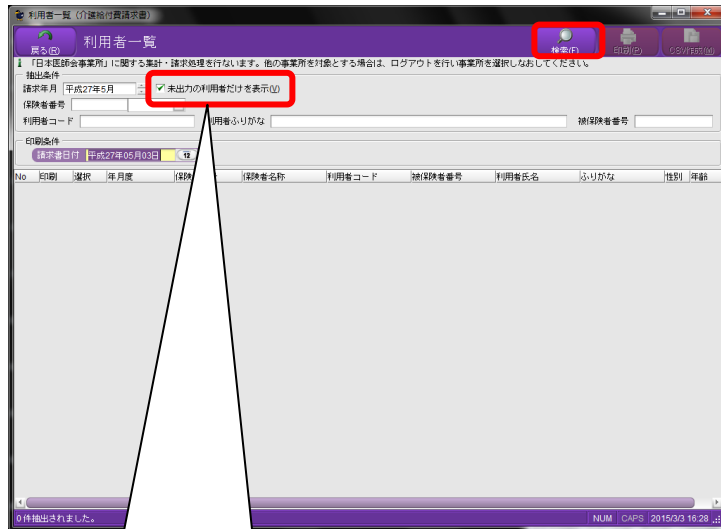 利用者一覧(介護給付費請求書)
戻る(R) 利用者一覧 検索(F) 印刷(P) CSV作成(M)
「日本医師会事業所」に関する集計・請求処理を行ないます。他の事業所を対象とする場合は、ログアウトを行い事業所を選択しなおしてください。
抽出条件
請求年月 平成27年5月 未出力の利用者だけを表示(V)
保険者番号
利用者コード 利用者ふりがな 被保険者番号
印刷条件
請求書日付 平成27年05月03日 12
No 印刷 選択 年月度 保険 保険者名称 利用者コード 被保険者番号 利用者氏名 ふりがな 性別 年齢
0件抽出されました。 NUM CAPS 2015/3/3 16:28